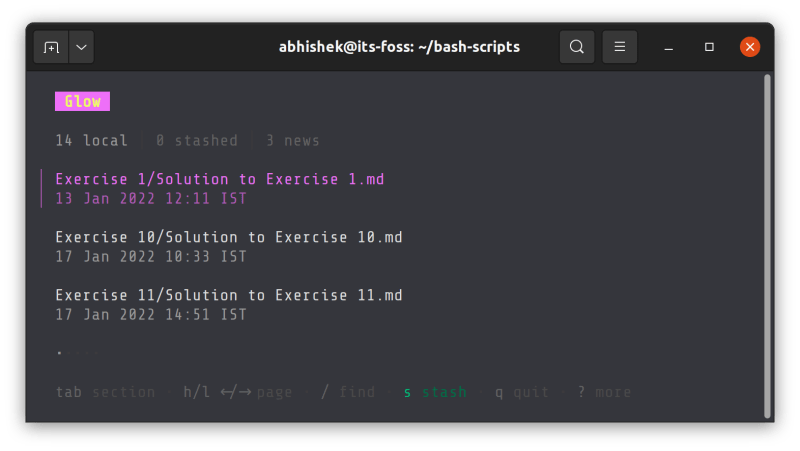 abhishek@its-foss: ~/bash-scripts
Glow
14 local | 0 stashed | 3 news
Exercise 1/Solution to Exercise 1.md
13 Jan 2022 12:11 IST
Exercise 10/Solution to Exercise 10.md
17 Jan 2022 10:33 IST
Exercise 11/Solution to Exercise 11.md
17 Jan 2022 14:51 IST
•••••
tab section • h/l ←/→ page • / find • s stash • q quit • ? more